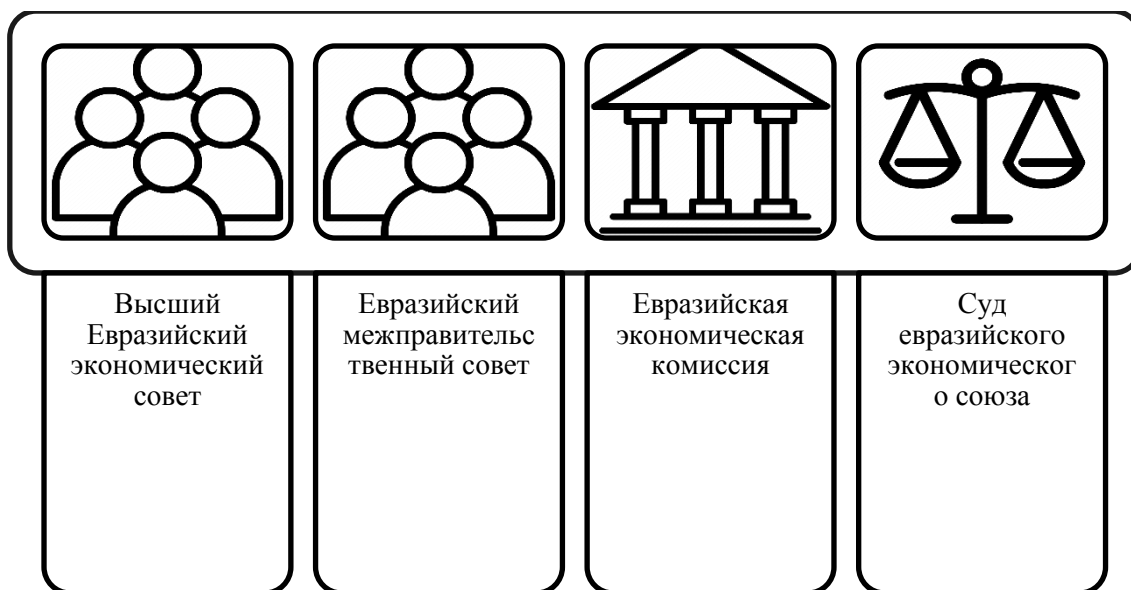 Высший
Евразийский
экономический
совет
Евразийский
межправительс
твенный совет
Евразийская
экономическая
комиссия
Суд
евразийского
экономическог
о союза